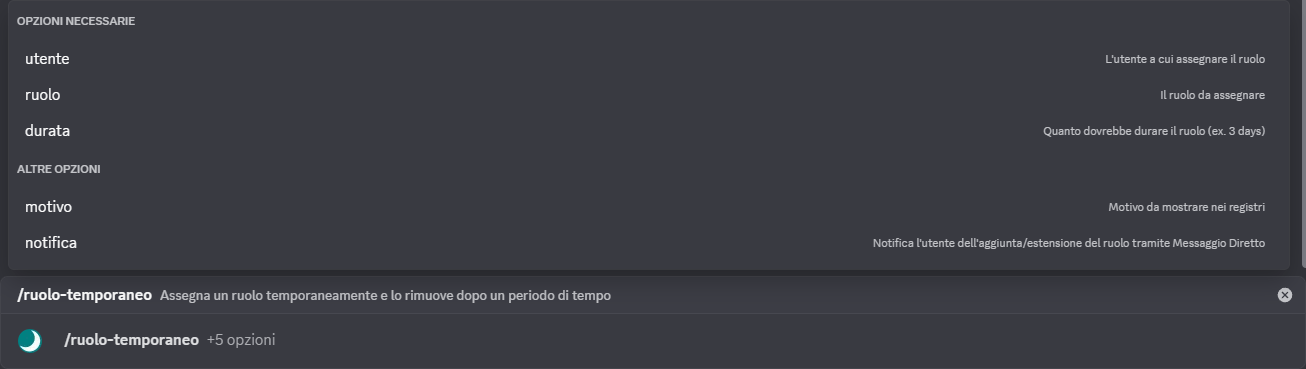 OPZIONI NECESSARIE
utente L'utente a cui assegnare il ruolo
ruolo Il ruolo da assegnare
durata Quanto dovrebbe durare il ruolo (ex. 3 days)
ALTRE OPZIONI
motivo Motivo da mostrare nei registri
notifica Notifica l'utente dell'aggiunta/estensione del ruolo tramite Messaggio Diretto
/ruolo-temporaneo Assegna un ruolo temporaneamente e lo rimuove dopo un periodo di tempo
/ruolo-temporaneo +5 opzioni